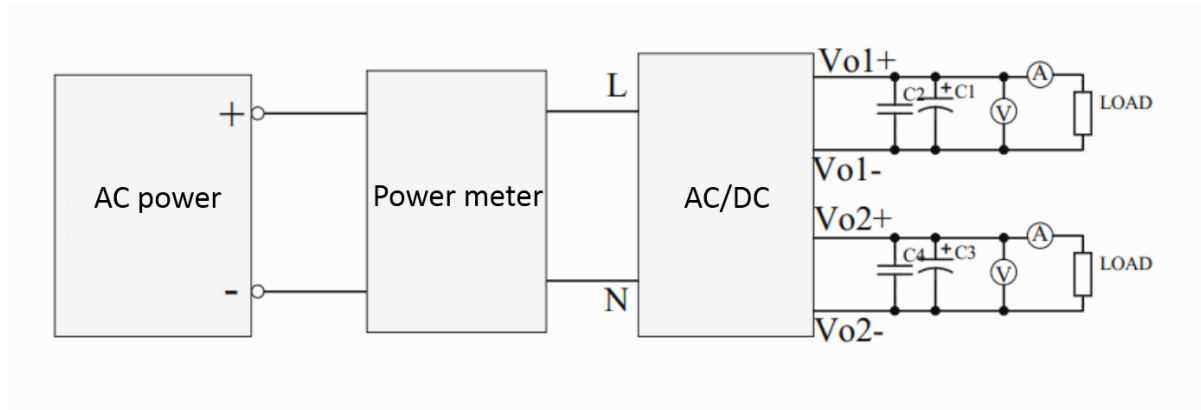 AC power
+
-
Power meter
L
N
AC/DC
Vo1+
C2
+
C1
V
A
LOAD
Vo1-
Vo2+
C4
+
C3
V
A
LOAD
Vo2-